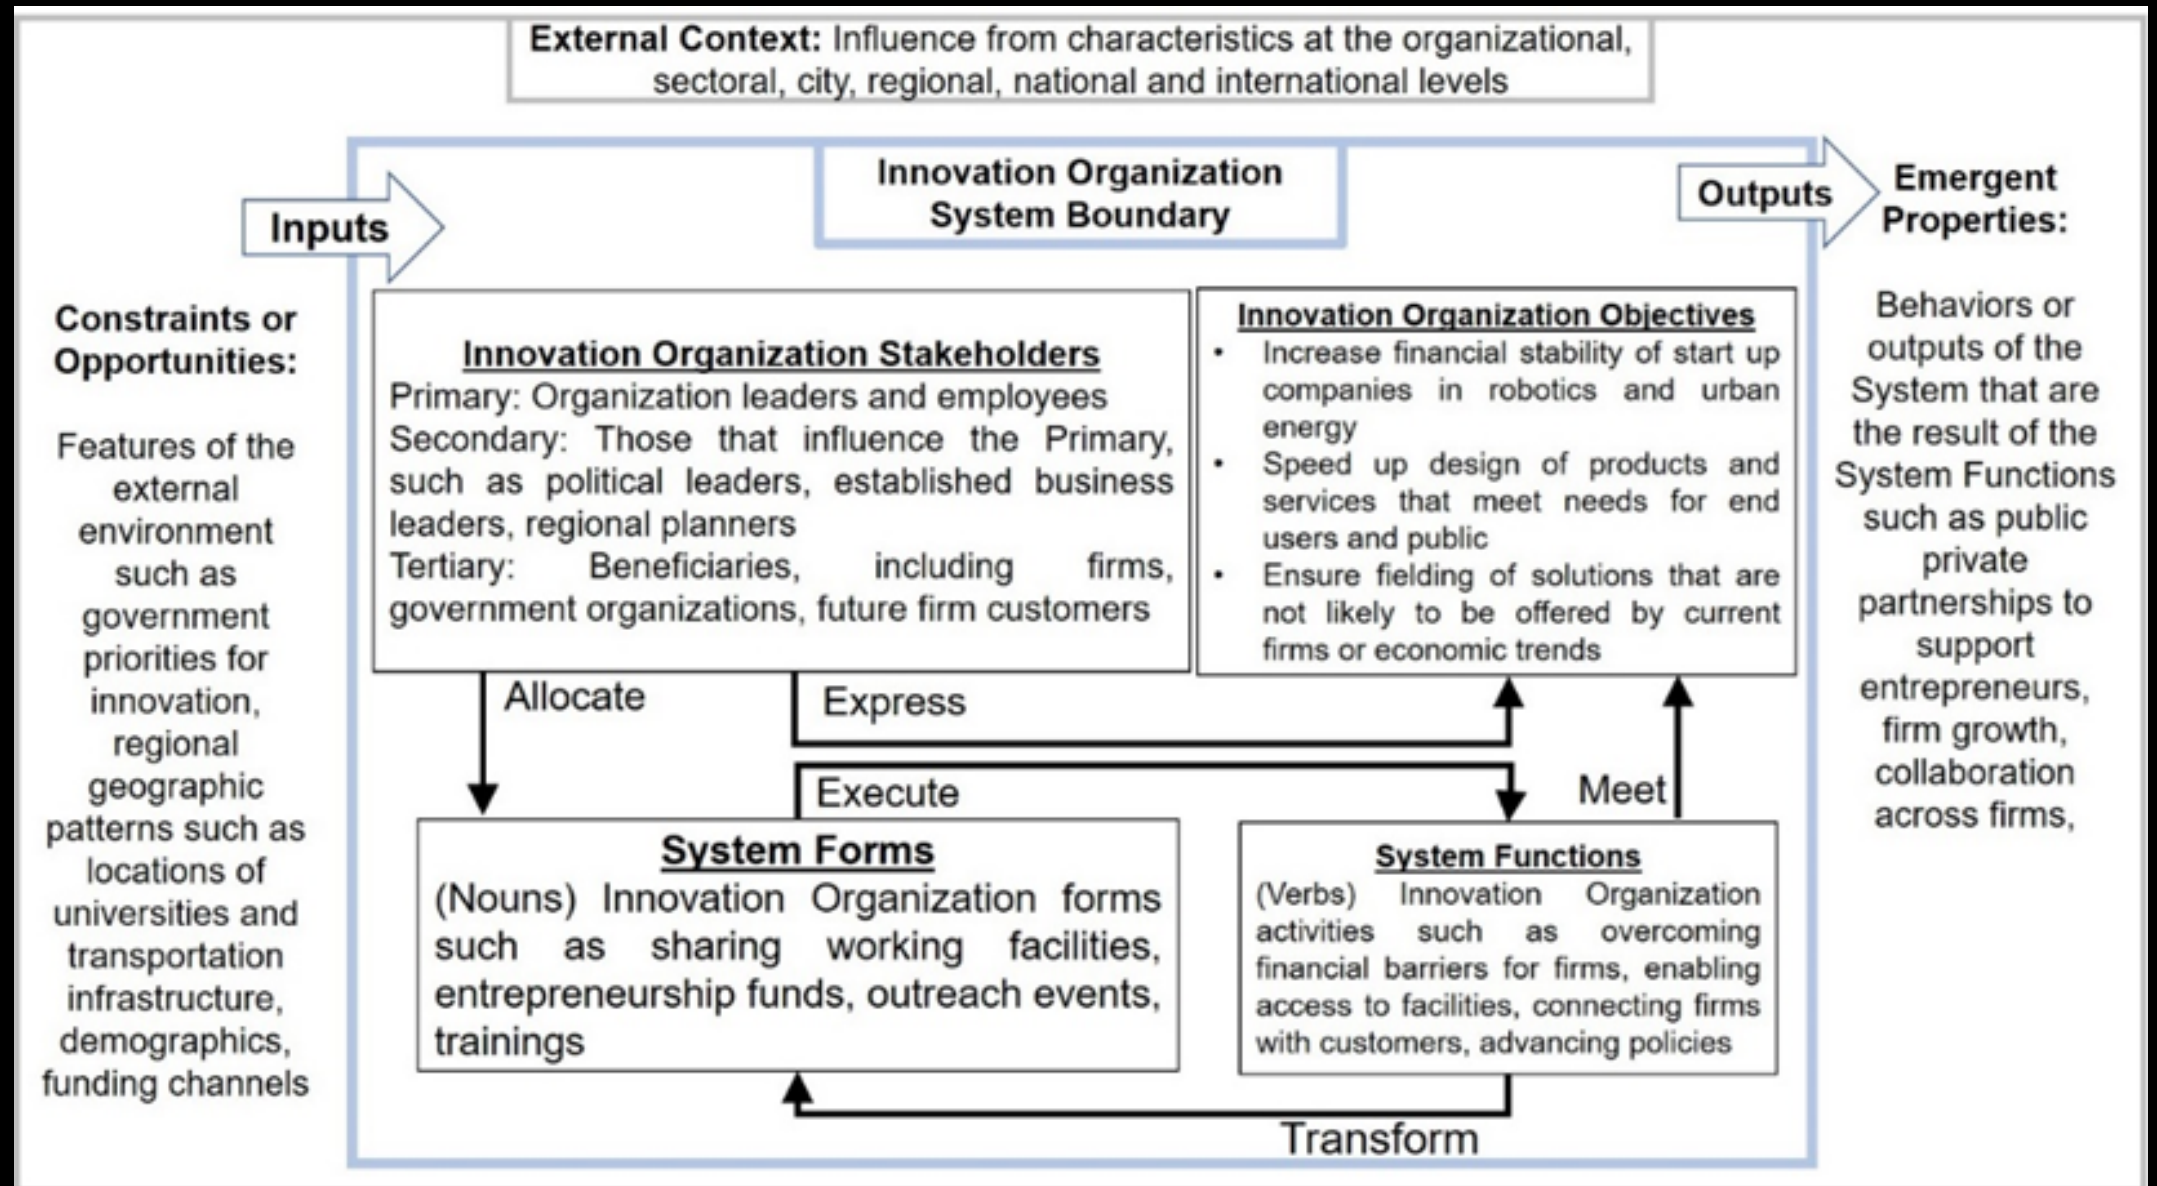 External Context: Influence from characteristics at the organizational,
sectoral, city, regional, national and international levels
Innovation Organization
System Boundary
Inputs
Outputs
Constraints or
Opportunities:
Features of the
external
environment
such as
government
priorities for
innovation,
regional
geographic
patterns such as
locations of
universities and
transportation
infrastructure,
demographics,
funding channels
Innovation Organization Stakeholders
Primary: Organization leaders and employees
Secondary: Those that influence the Primary,
such as political leaders, established business
leaders, regional planners
Tertiary: Beneficiaries, including firms,
government organizations, future firm customers
Innovation Organization Objectives
• Increase financial stability of start up
companies in robotics and urban
energy
• Speed up design of products and
services that meet needs for end
users and public
• Ensure fielding of solutions that are
not likely to be offered by current
firms or economic trends
Allocate
Express
Execute
Meet
System Forms
(Nouns) Innovation Organization forms
such as sharing working facilities,
entrepreneurship funds, outreach events,
trainings
System Functions
(Verbs) Innovation Organization
activities such as overcoming
financial barriers for firms, enabling
access to facilities, connecting firms
with customers, advancing policies
Transform
Emergent
Properties:
Behaviors or
outputs of the
System that are
the result of the
System Functions
such as public
private
partnerships to
support
entrepreneurs,
firm growth,
collaboration
across firms,